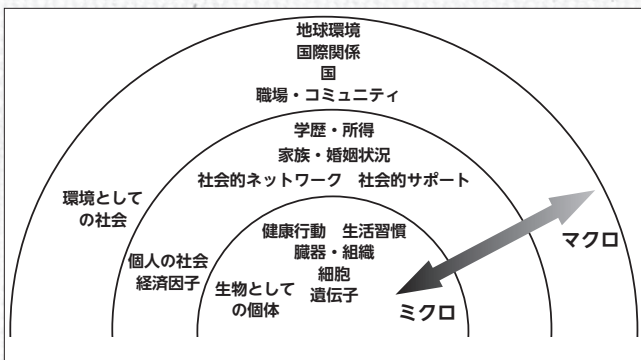 地球環境
国際関係
国
職場・コミュニティ
学歴・所得
家族・婚姻状況
社会的ネットワーク 社会的サポート
環境として
の社会
健康行動 生活習慣
臓器・組織
細胞
遺伝子
個人の社会
経済因子
生物として
の個体
マクロ
ミクロ